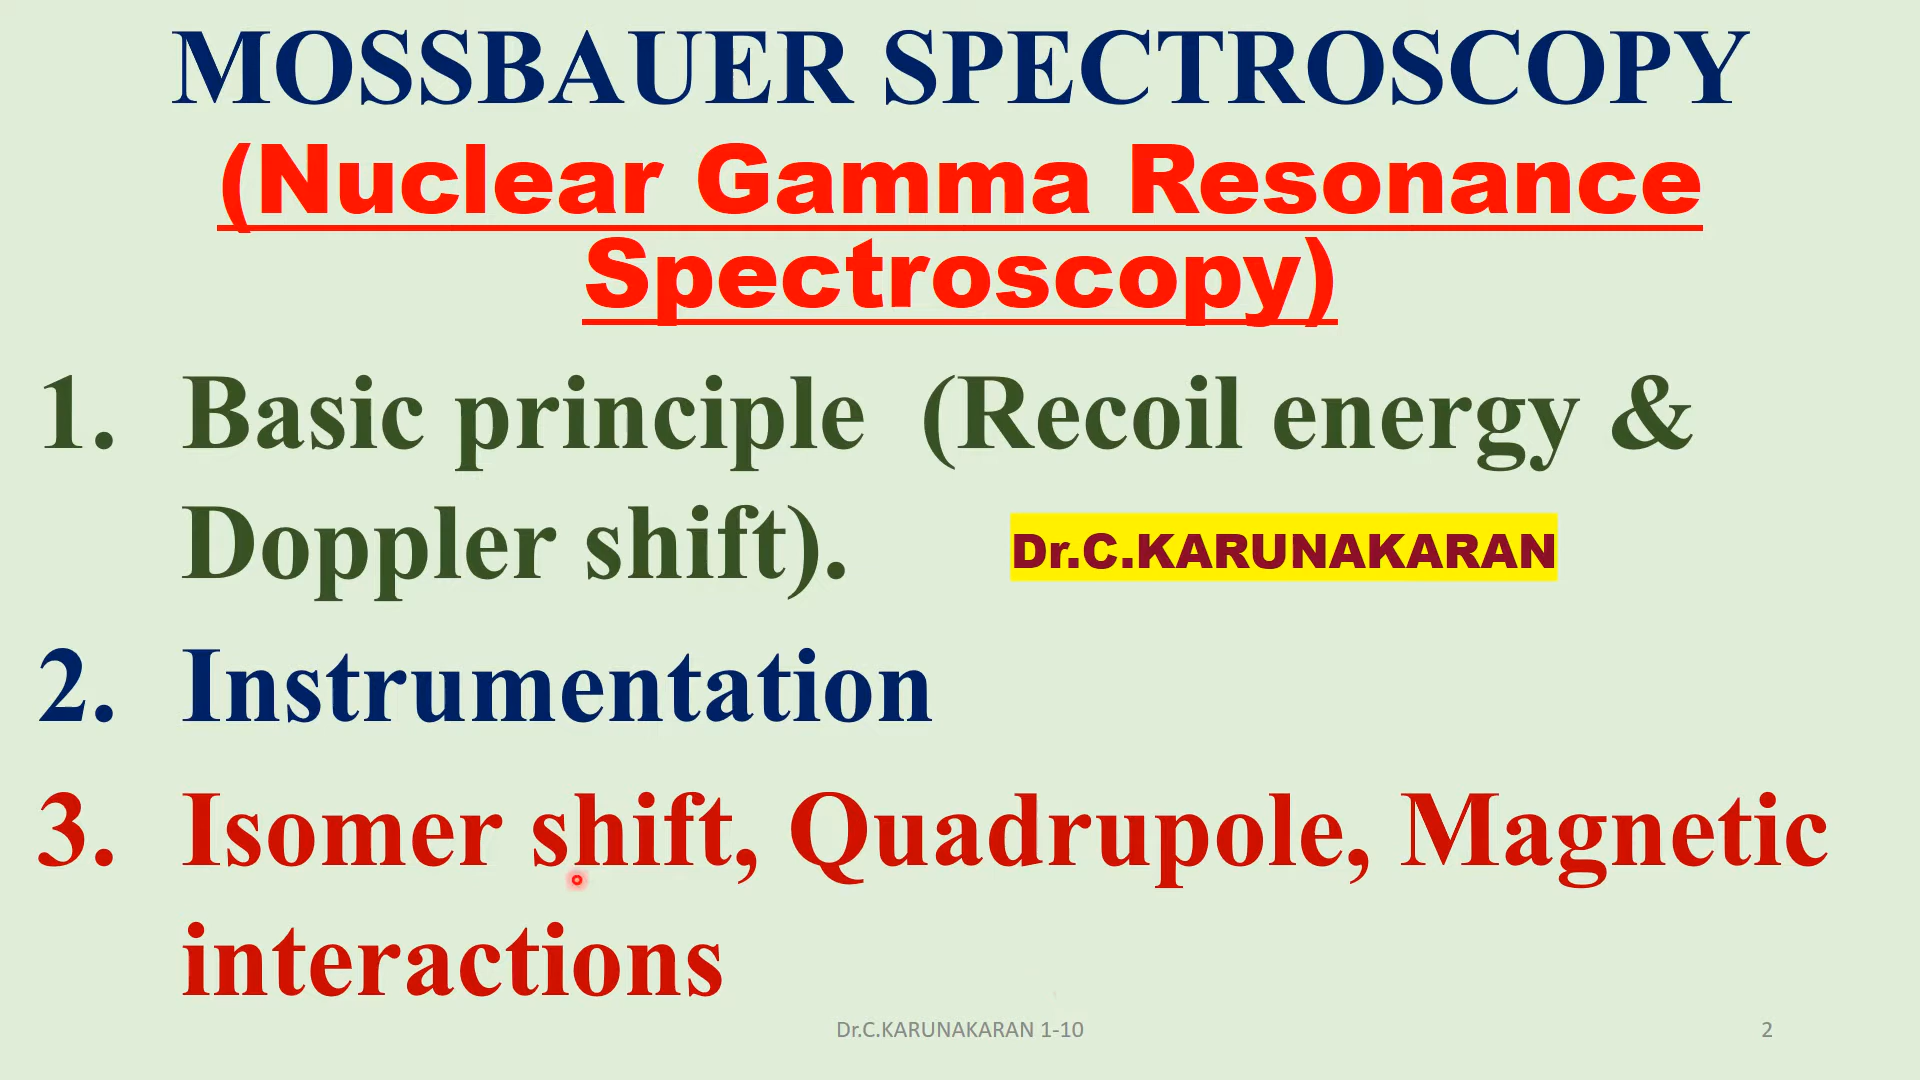 MOSSBAUER SPECTROSCOPY
(Nuclear Gamma Resonance
Spectroscopy)
1. Basic principle (Recoil energy &
Doppler shift).
Dr.C.KARUNAKARAN
2. Instrumentation
3. Isomer shift, Quadrupole, Magnetic
interactions
Dr.C.KARUNAKARAN 1-10
2